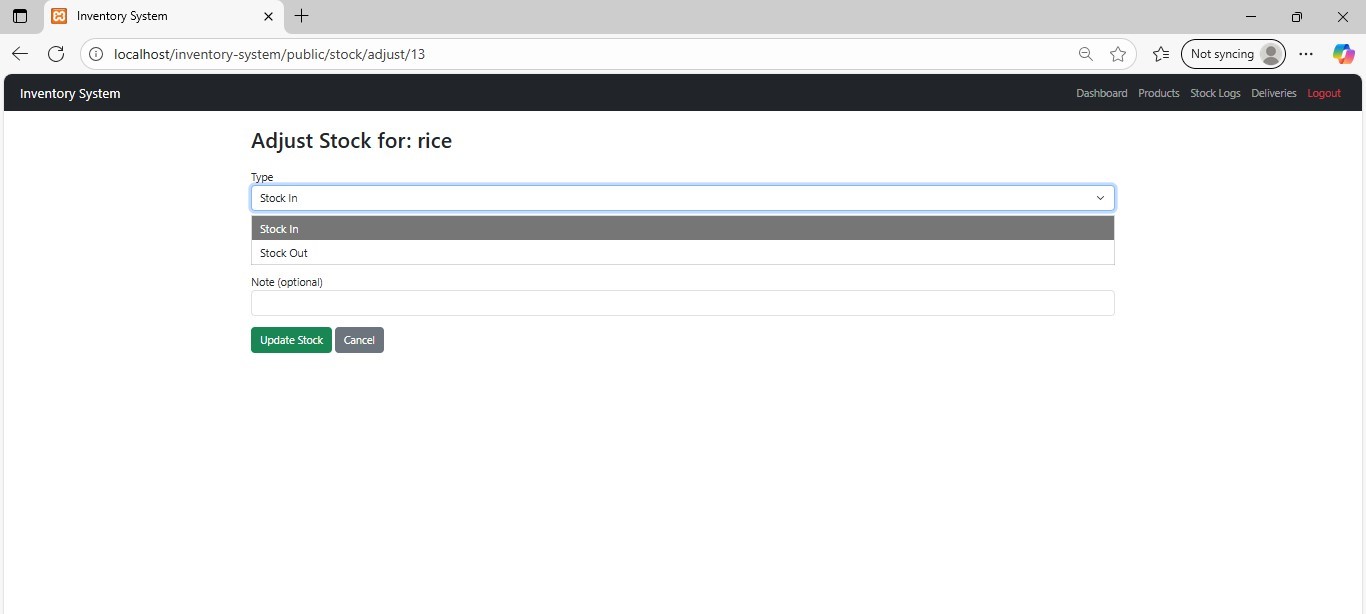 Inventory System
localhost/inventory-system/public/stock/adjust/13
Not syncing
Inventory System
Dashboard Products Stock Logs Deliveries Logout
Adjust Stock for: rice
Type
Stock In
Stock In
Stock Out
Note (optional)
Update Stock Cancel